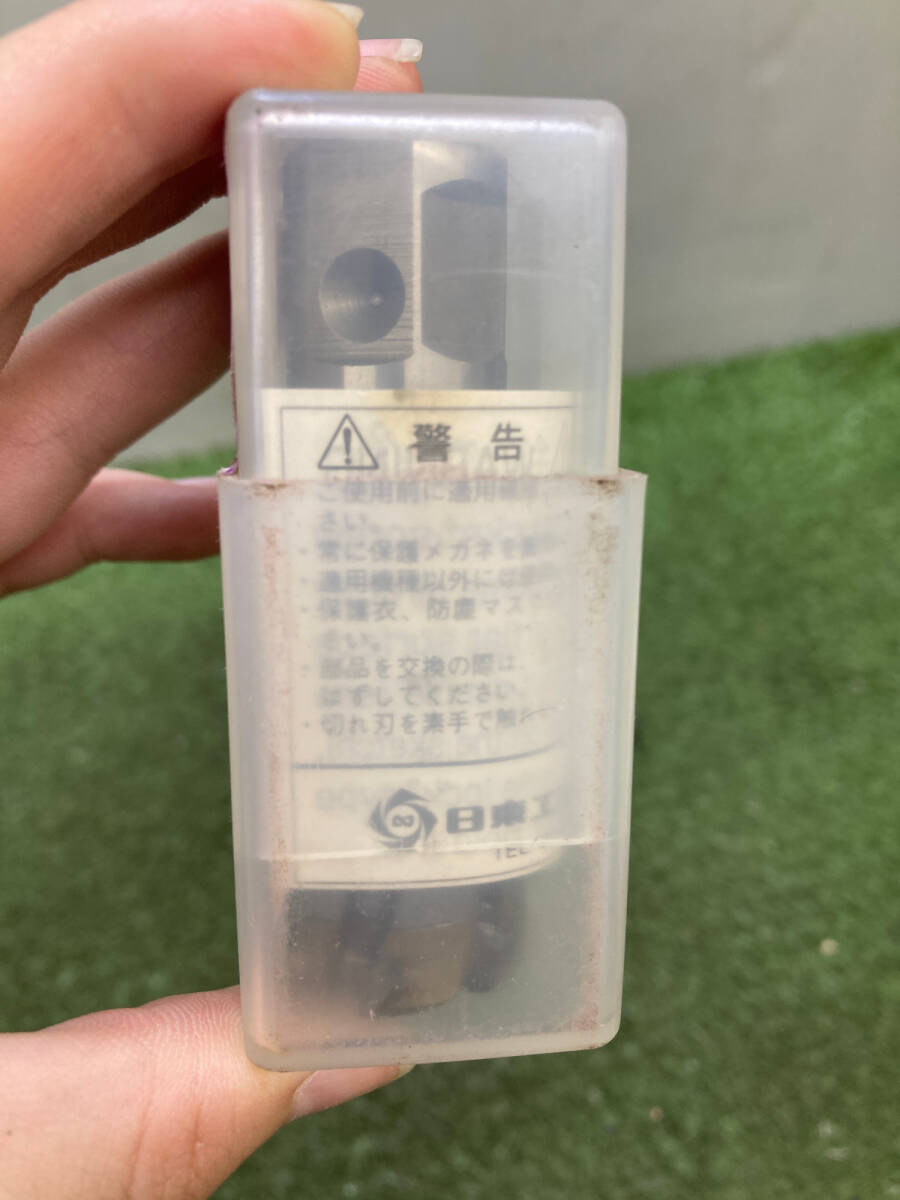 警告
・ご使用前に適用機種
さい。
・常に保護メガネを
・適用機種以外には
・保護衣、防塵マス
さい。
・部品を交換の際は、
はずしてください
・切れ刃を素手で触
日東工
TEL